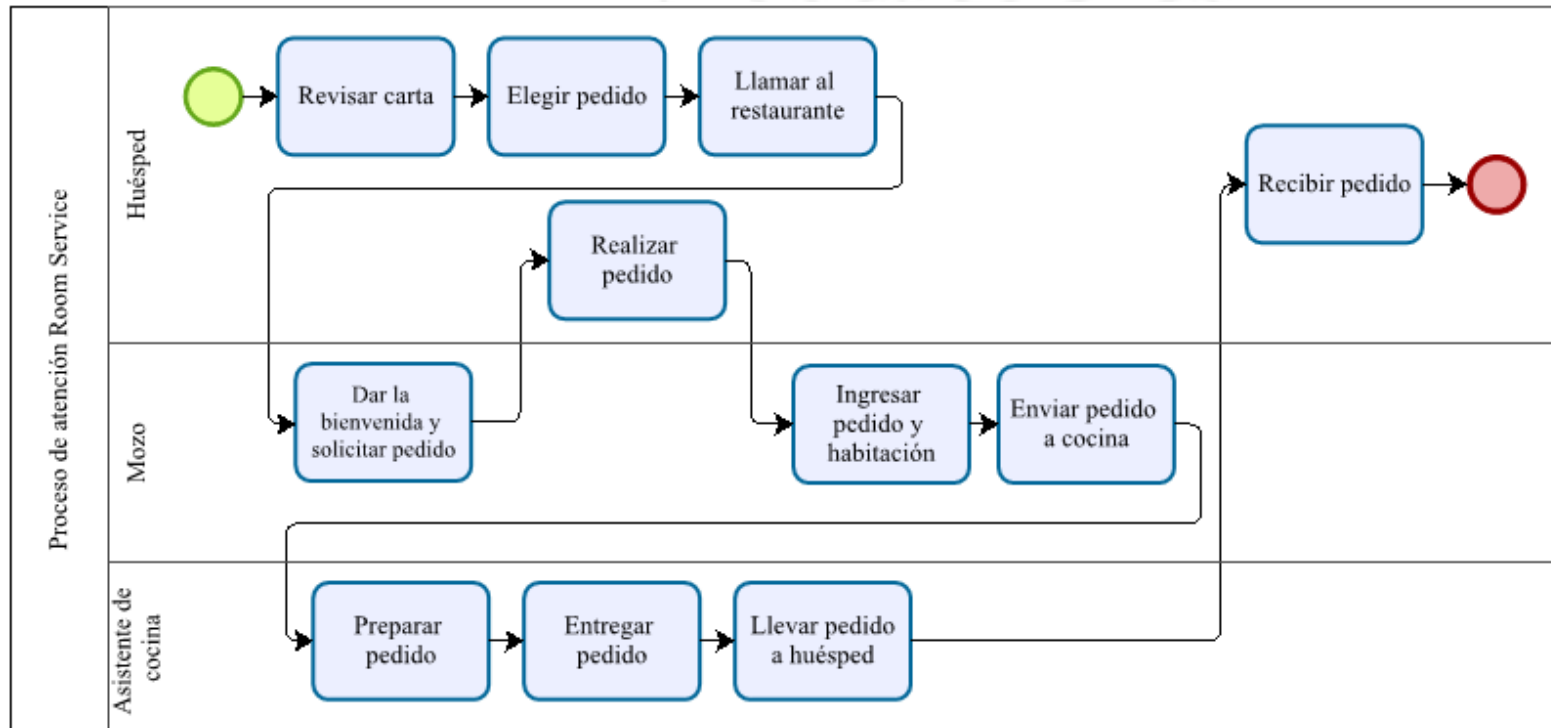 Proceso de atención Room Service
Huésped
Revisar carta
Elegir pedido
Llamar al
restaurante
Realizar
pedido
Recibir pedido
Mozo
Dar la
bienvenida y
solicitar pedido
Ingresar
pedido y
habitación
Enviar pedido
a cocina
Asistente de
cocina
Preparar
pedido
Entregar
pedido
Llevar pedido
a huésped